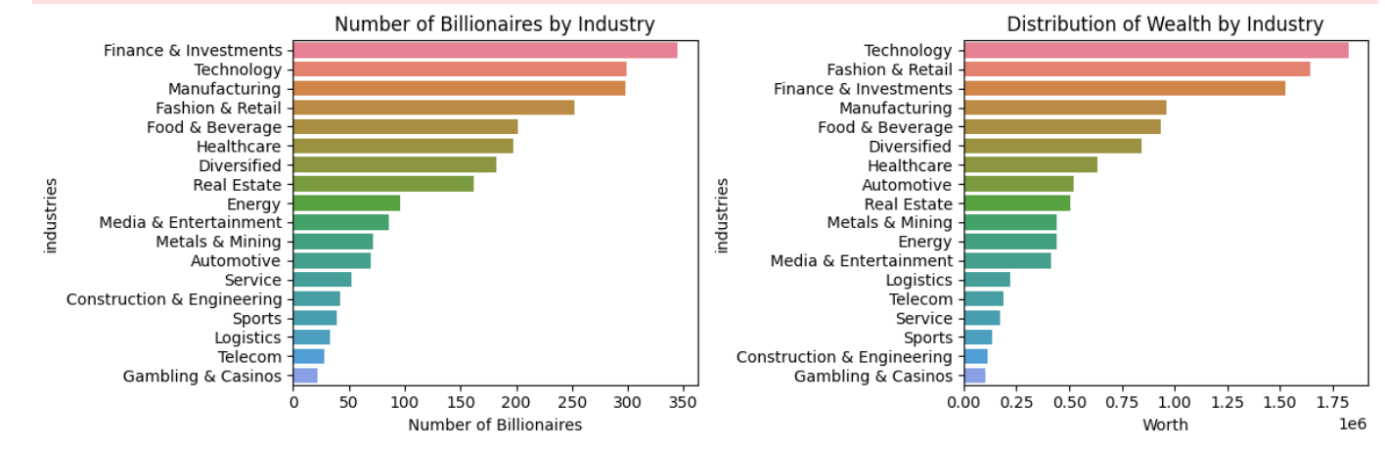 Number of Billionaires by Industry
Finance & Investments
Technology
Manufacturing
Fashion & Retail
Food & Beverage
Healthcare
Diversified
Real Estate
Energy
Media & Entertainment
Metals & Mining
Automotive
Service
Construction & Engineering
Sports
Logistics
Telecom
Gambling & Casinos
industries
0 50 100 150 200 250 300 350
Number of Billionaires
Distribution of Wealth by Industry
Technology
Fashion & Retail
Finance & Investments
Manufacturing
Food & Beverage
Diversified
Healthcare
Automotive
Real Estate
Metals & Mining
Energy
Media & Entertainment
Logistics
Telecom
Service
Sports
Construction & Engineering
Gambling & Casinos
industries
0.00 0.25 0.50 0.75 1.00 1.25 1.50 1.75
Worth
1e6